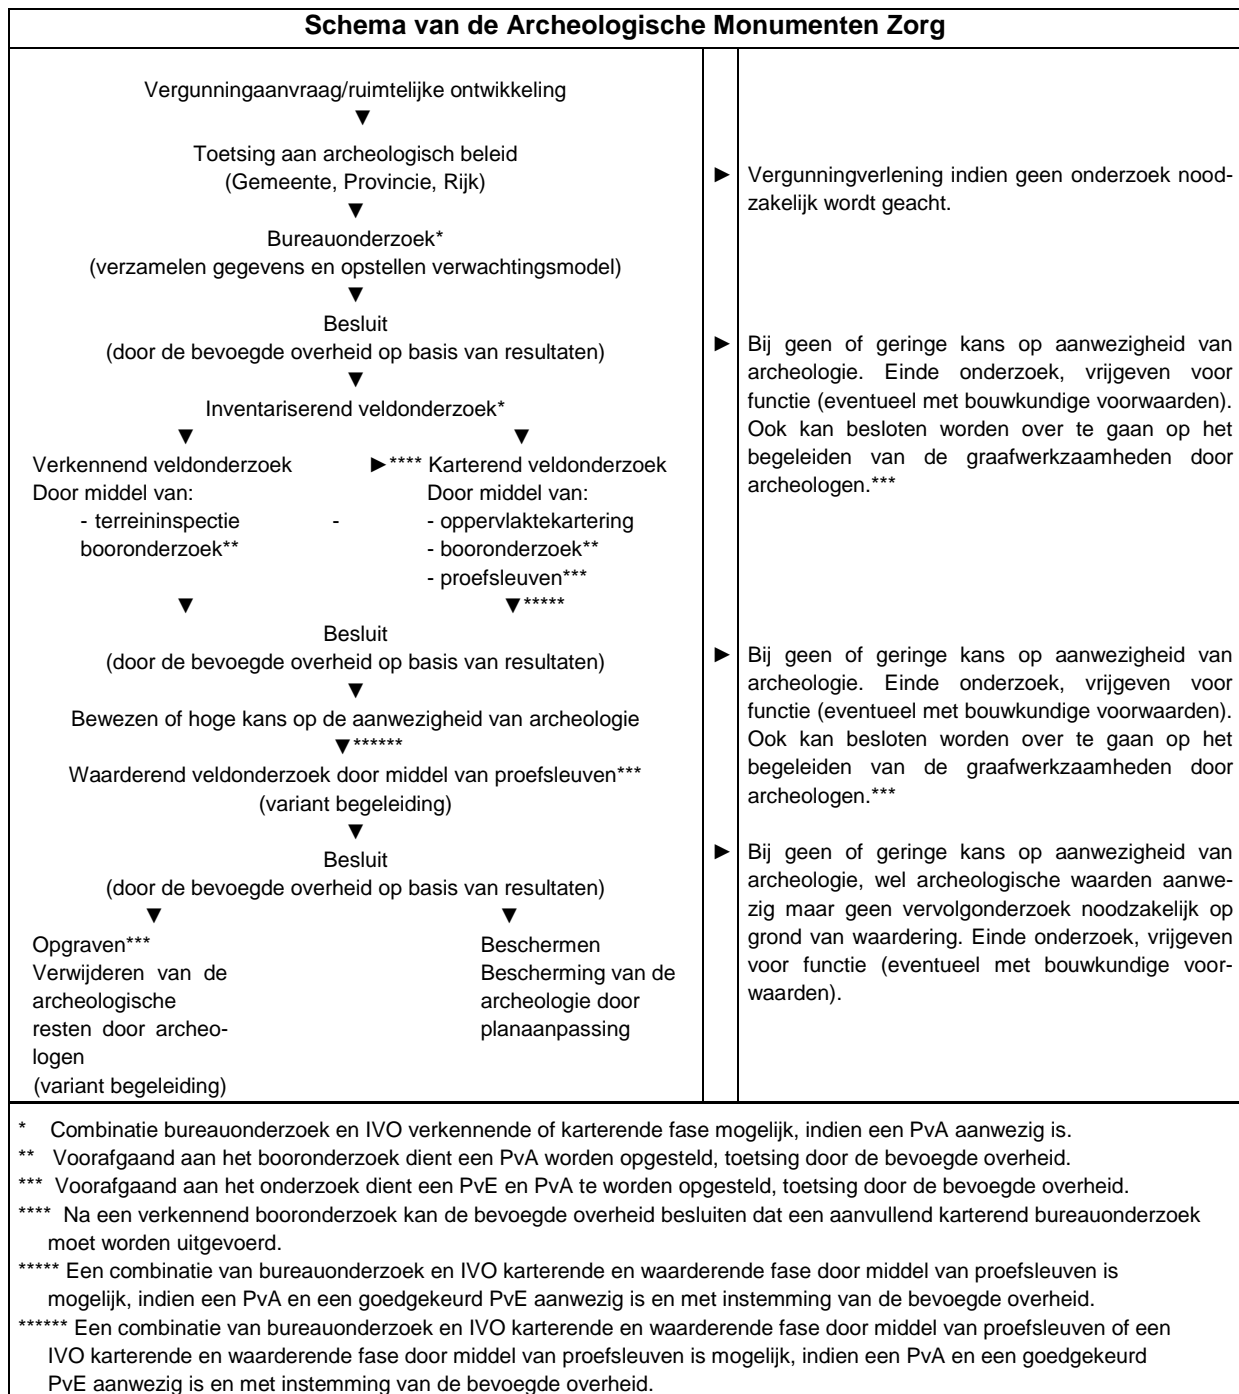 Schema van de Archeologische Monumenten Zorg
Vergunningaanvraag/ruimtelijke ontwikkeling
▼
Toetsing aan archeologisch beleid
(Gemeente, Provincie, Rijk)
▼
Bureauonderzoek*
(verzamelen gegevens en opstellen verwachtingsmodel)
▼
Besluit
(door de bevoegde overheid op basis van resultaten)
▼
Inventariserend veldonderzoek*
▼ ▼
Verkennend veldonderzoek ►**** Karterend veldonderzoek
Door middel van: Door middel van:
- terreininspectie - - oppervlaktekartering
booronderzoek** - booronderzoek**
- proefsleuven***
▼ ▼*****
Besluit
(door de bevoegde overheid op basis van resultaten)
▼
Bewezen of hoge kans op de aanwezigheid van archeologie
▼******
Waarderend veldonderzoek door middel van proefsleuven***
(variant begeleiding)
▼
Besluit
(door de bevoegde overheid op basis van resultaten)
▼ ▼
Opgraven*** Beschermen
Verwijderen van de Bescherming van de
archeologische archeologie door
resten door archeo- planaanpassing
logen
(variant begeleiding)
► Vergunningverlening indien geen onderzoek nood-
zakelijk wordt geacht.
► Bij geen of geringe kans op aanwezigheid van
archeologie. Einde onderzoek, vrijgeven voor
functie (eventueel met bouwkundige voorwaarden).
Ook kan besloten worden over te gaan op het
begeleiden van de graafwerkzaamheden door
archeologen.***
► Bij geen of geringe kans op aanwezigheid van
archeologie. Einde onderzoek, vrijgeven voor
functie (eventueel met bouwkundige voorwaarden).
Ook kan besloten worden over te gaan op het
begeleiden van de graafwerkzaamheden door
archeologen.***
► Bij geen of geringe kans op aanwezigheid van
archeologie, wel archeologische waarden aanwe-
zig maar geen vervolgonderzoek noodzakelijk op
grond van waardering. Einde onderzoek, vrijgeven
voor functie (eventueel met bouwkundige voor-
waarden).
* Combinatie bureauonderzoek en IVO verkennende of karterende fase mogelijk, indien een PvA aanwezig is.
** Voorafgaand aan het booronderzoek dient een PvA worden opgesteld, toetsing door de bevoegde overheid.
*** Voorafgaand aan het onderzoek dient een PvE en PvA te worden opgesteld, toetsing door de bevoegde overheid.
**** Na een verkennend booronderzoek kan de bevoegde overheid besluiten dat een aanvullend karterend bureauonderzoek
moet worden uitgevoerd.
***** Een combinatie van bureauonderzoek en IVO karterende en waarderende fase door middel van proefsleuven is
mogelijk, indien een PvA en een goedgekeurd PvE aanwezig is en met instemming van de bevoegde overheid.
****** Een combinatie van bureauonderzoek en IVO karterende en waarderende fase door middel van proefsleuven of een
IVO karterende en waarderende fase door middel van proefsleuven is mogelijk, indien een PvA en een goedgekeurd
PvE aanwezig is en met instemming van de bevoegde overheid.